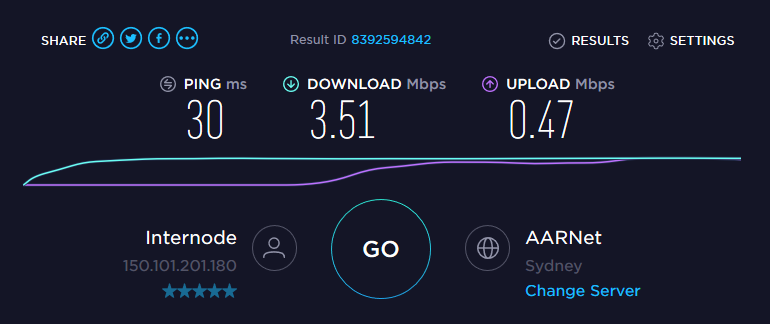 SHARE Result ID 8392594842 RESULTS SETTINGS
PING ms DOWNLOAD Mbps UPLOAD Mbps
30 3.51 0.47
Internode GO AARNet
150.101.201.180 Sydney
Change Server